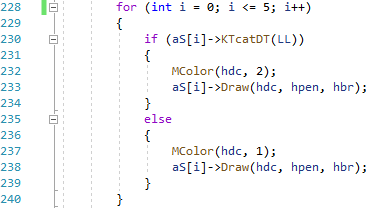 228 for (int i = 0; i <= 5; i++)
229 {
230 if (aS[i]->KTcatDT(LL))
231 {
232 MColor(hdc, 2);
233 aS[i]->Draw(hdc, hpen, hbr);
234 }
235 else
236 {
237 MColor(hdc, 1);
238 aS[i]->Draw(hdc, hpen, hbr);
239 }
240 }